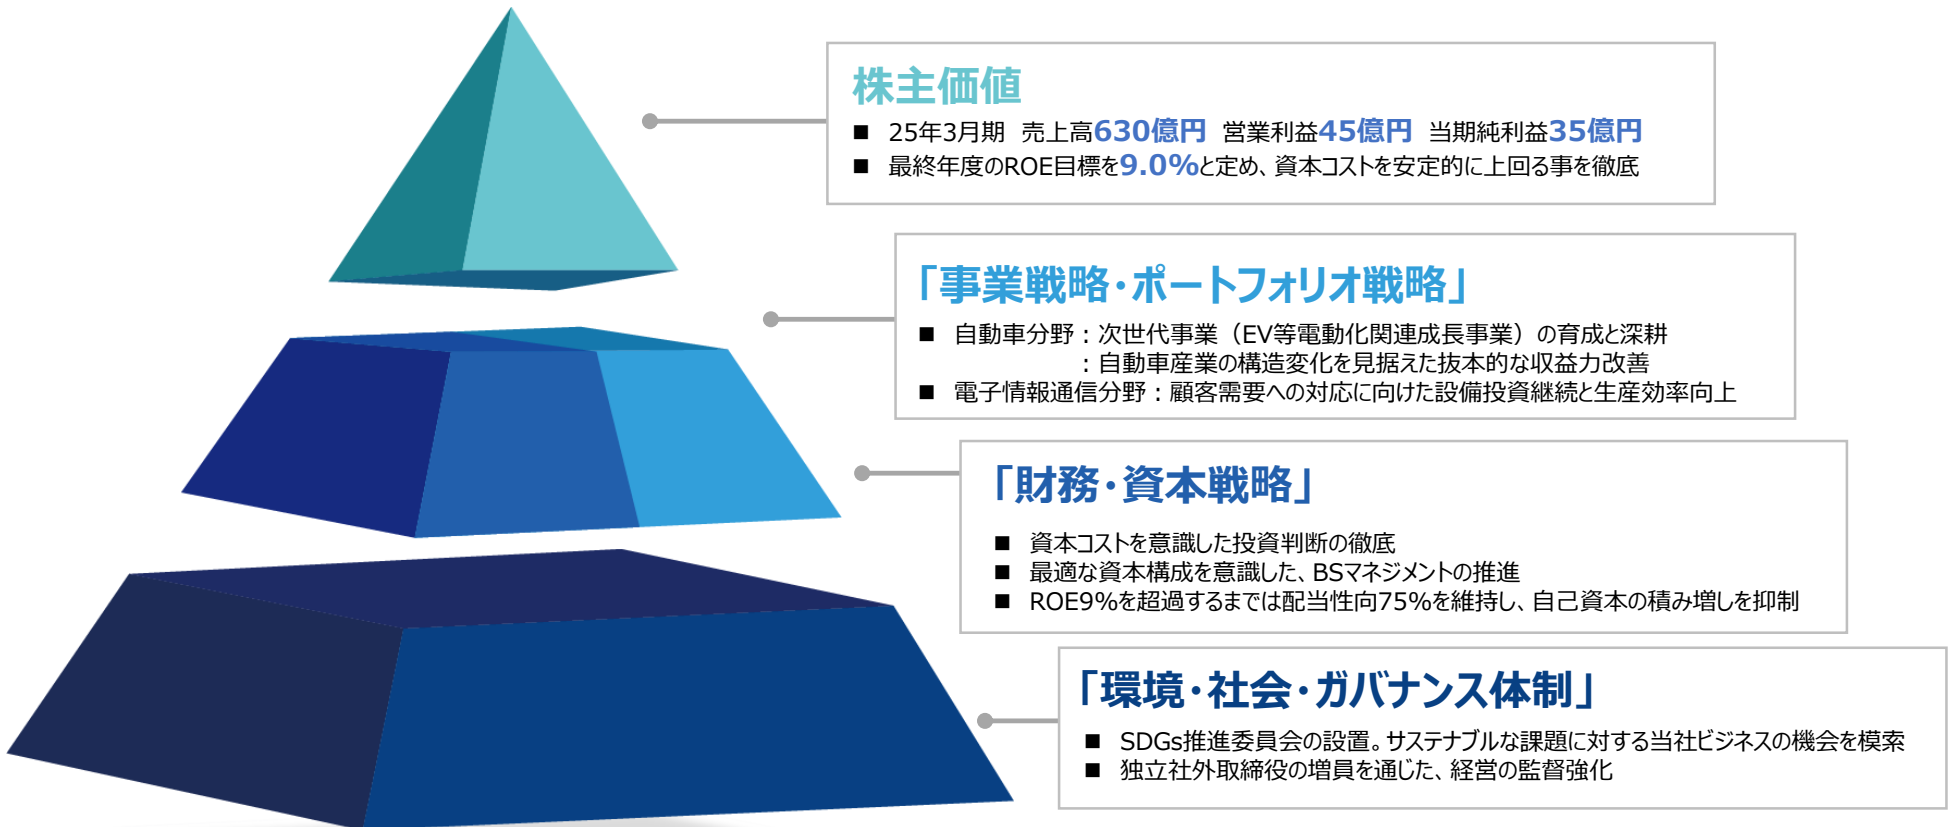 株主価値
■ 25年3月期 売上高630億円 営業利益45億円 当期純利益35億円
■ 最終年度のROE目標を9.0%と定め、資本コストを安定的に上回る事を徹底
「事業戦略・ポートフォリオ戦略」
■ 自動車分野：次世代事業（EV等電動化関連成長事業）の育成と深耕
：自動車産業の構造変化を見据えた抜本的な収益力改善
■ 電子情報通信分野：顧客需要への対応に向けた設備投資継続と生産効率向上
「財務・資本戦略」
■ 資本コストを意識した投資判断の徹底
■ 最適な資本構成を意識した、BSマネジメントの推進
■ ROE9%を超過するまでは配当性向75%を維持し、自己資本の積み増しを抑制
「環境・社会・ガバナンス体制」
■ SDGs推進委員会の設置。サステナブルな課題に対する当社ビジネスの機会を模索
■ 独立社外取締役の増員を通じた、経営の監督強化